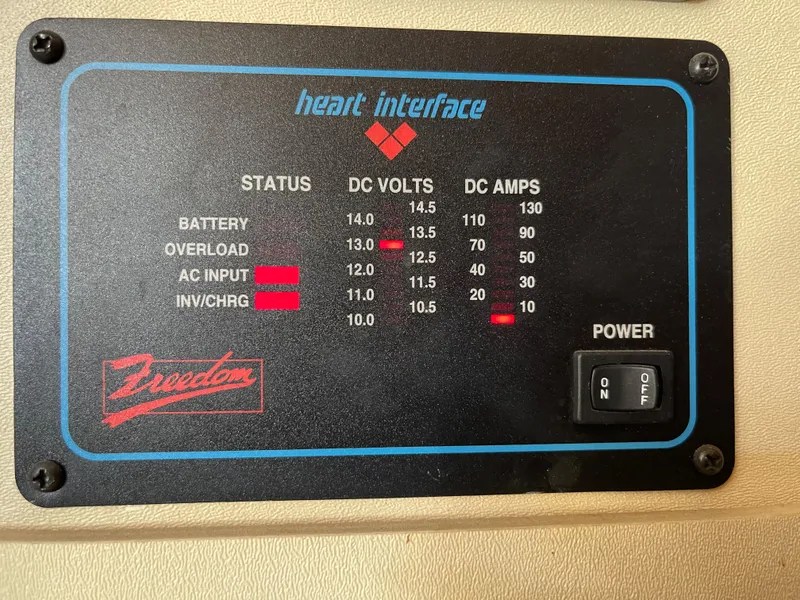 heart interface
STATUS DC VOLTS DC AMPS
14.5 130
BATTERY 14.0 110
13.5 90
OVERLOAD 13.0 70
12.5 50
AC INPUT 12.0 40
11.5 30
INV/CHRG 11.0 20
10.5 10
10.0
POWER
Freedom
ON OFF